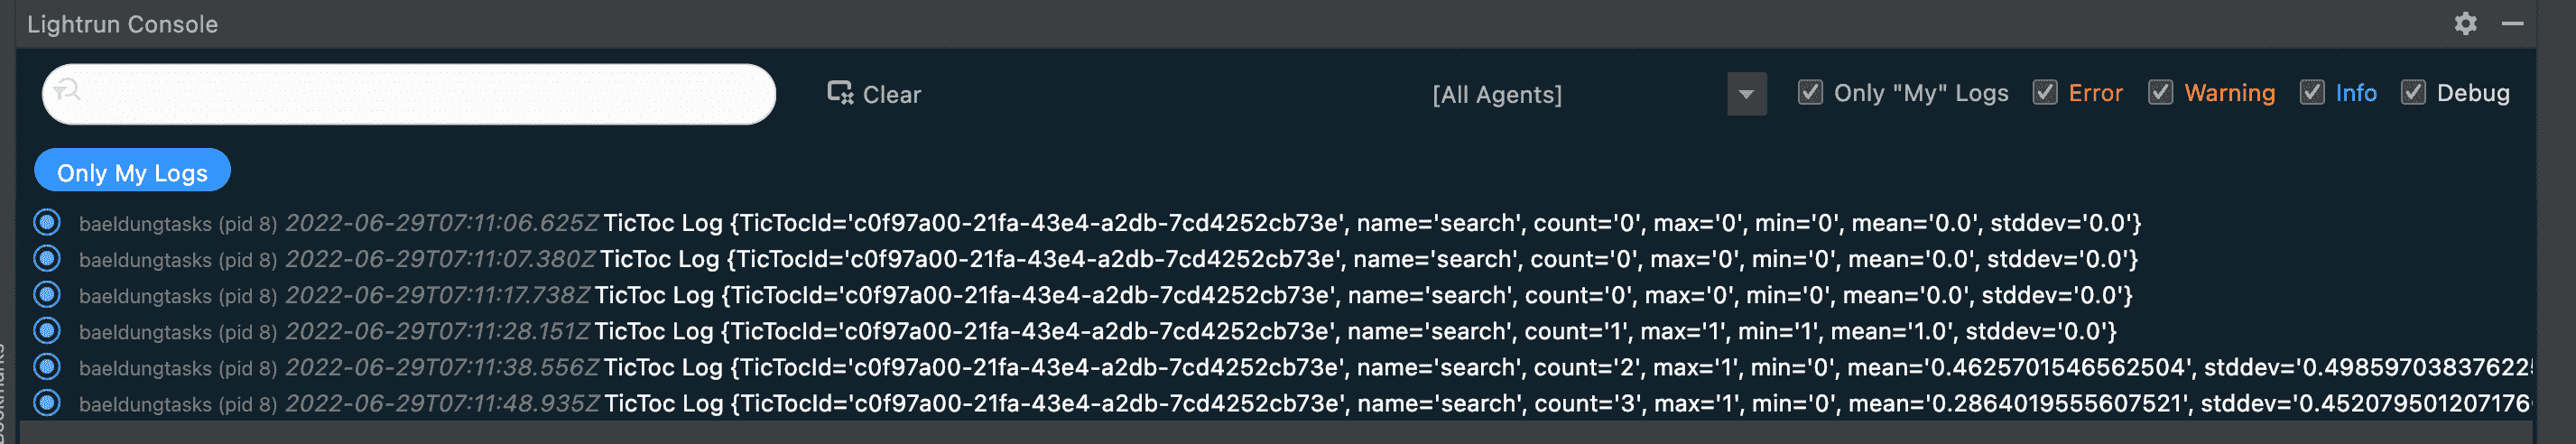 Lightrun Console
Clear [All Agents] Only "My" Logs Error Warning Info Debug
Only My Logs
baeldungtasks (pid 8) 2022-06-29T07:11:06.625Z TicToc Log {TicTocId='c0f97a00-21fa-43e4-a2db-7cd4252cb73e', name='search', count='0', max='0', min='0', mean='0.0', stddev='0.0'}
baeldungtasks (pid 8) 2022-06-29T07:11:07.380Z TicToc Log {TicTocId='c0f97a00-21fa-43e4-a2db-7cd4252cb73e', name='search', count='0', max='0', min='0', mean='0.0', stddev='0.0'}
baeldungtasks (pid 8) 2022-06-29T07:11:17.738Z TicToc Log {TicTocId='c0f97a00-21fa-43e4-a2db-7cd4252cb73e', name='search', count='0', max='0', min='0', mean='0.0', stddev='0.0'}
baeldungtasks (pid 8) 2022-06-29T07:11:28.151Z TicToc Log {TicTocId='c0f97a00-21fa-43e4-a2db-7cd4252cb73e', name='search', count='1', max='1', min='1', mean='1.0', stddev='0.0'}
baeldungtasks (pid 8) 2022-06-29T07:11:38.556Z TicToc Log {TicTocId='c0f97a00-21fa-43e4-a2db-7cd4252cb73e', name='search', count='2', max='1', min='0', mean='0.4625701546562504', stddev='0.498597038376225
baeldungtasks (pid 8) 2022-06-29T07:11:48.935Z TicToc Log {TicTocId='c0f97a00-21fa-43e4-a2db-7cd4252cb73e', name='search', count='3', max='1', min='0', mean='0.2864019555607521', stddev='0.452079501207176